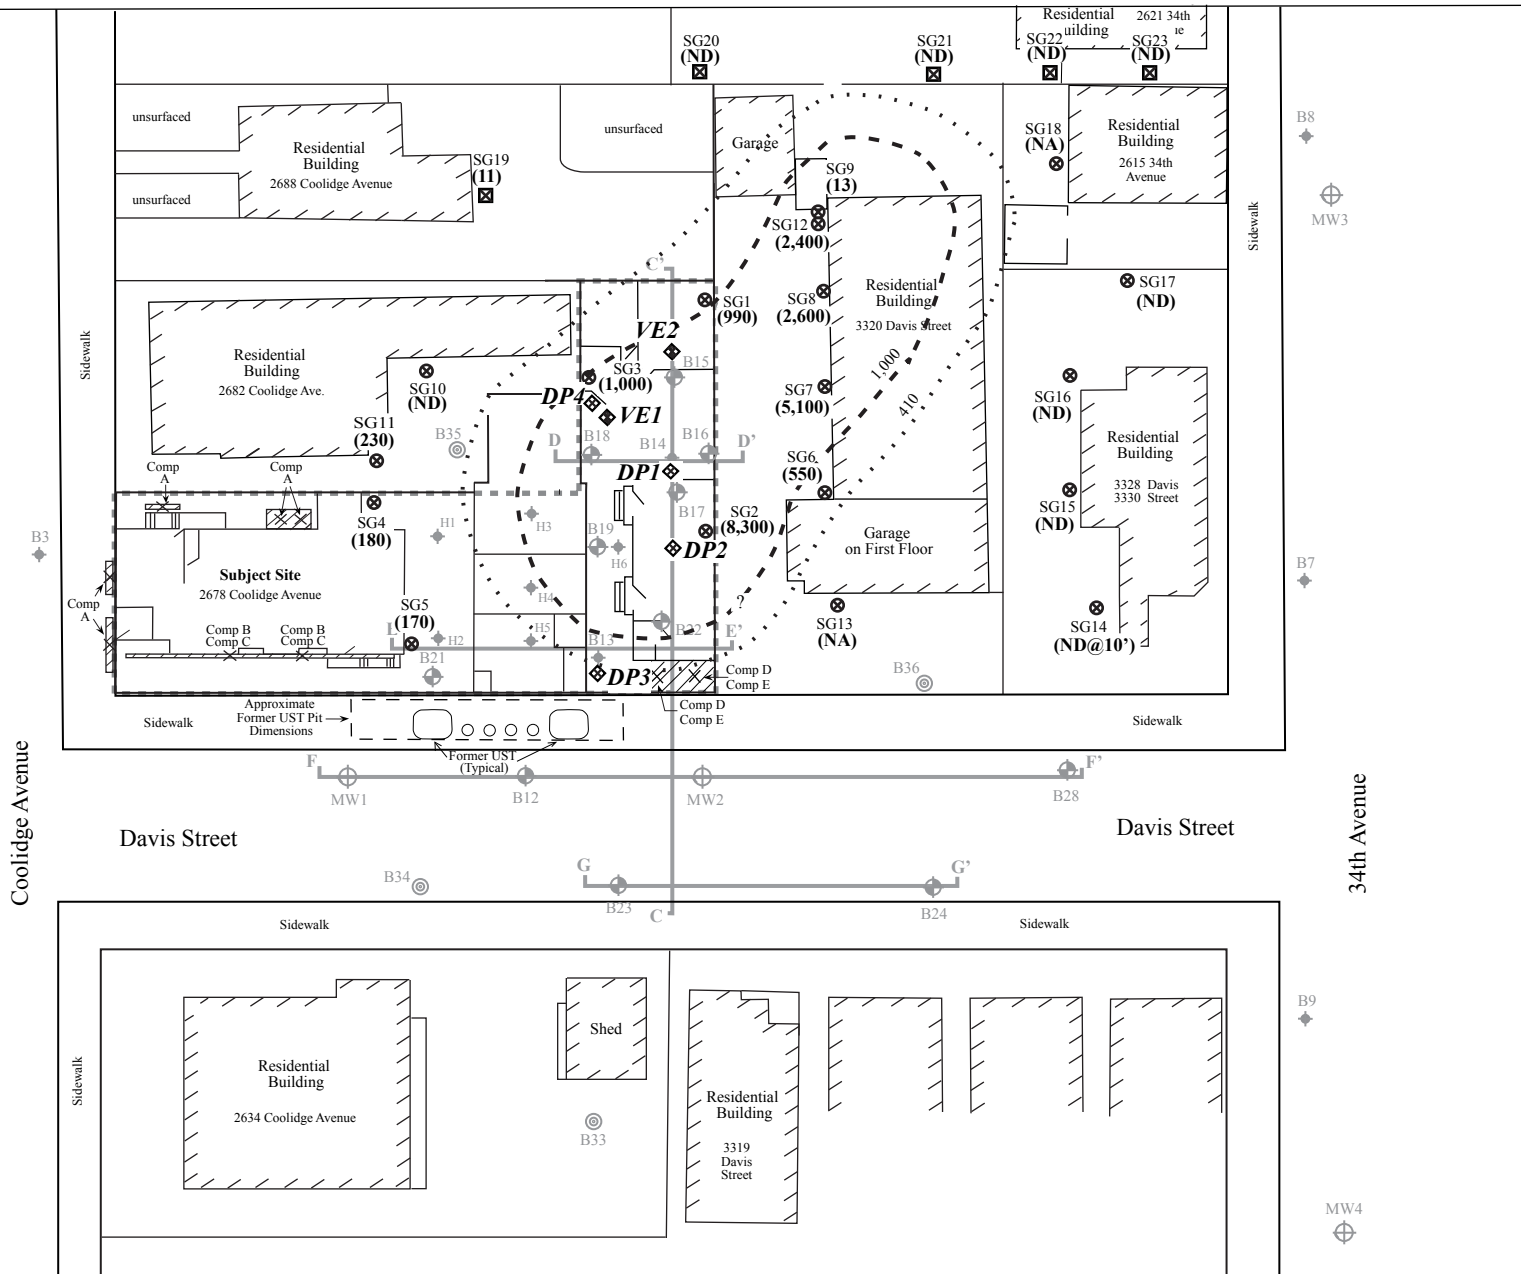 Residential
uilding
2621 34th
ue
SG20
(ND)
SG21
(ND)
SG22
(ND)
SG23
(ND)
unsurfaced
unsurfaced
unsurfaced
Residential
Building
2688 Coolidge Avenue
SG19
(11)
Garage
SG9
(13)
SG12
(2,400)
SG18
(NA)
Residential
Building
2615 34th
Avenue
B8
MW3
Sidewalk
C'
SG1
(990)
SG8
(2,600)
Residential
Building
3320 Davis Street
SG17
(ND)
Sidewalk
Residential
Building
2682 Coolidge Ave.
SG10
(ND)
SG11
(230)
VE2
B15
SG3
(1,000)
DP4
VE1
SG7
(5,100)
1,000
410
SG16
(ND)
B35
D
B18
B14
B16
D'
DP1
SG6
(550)
Residential
Building
3328 Davis
3330 Street
Comp
A
Comp
A
SG4
(180)
H1
H3
B17
SG2
(8,300)
B19
H6
DP2
Garage
on First Floor
SG15
(ND)
B3
Subject Site
2678 Coolidge Avenue
Comp
A
H4
B7
SG5
(170)
Comp B
Comp C
Comp B
Comp C
E
H2
H5
B13
B22
E'
?
SG13
(NA)
SG14
(ND@10’)
B21
DP3
Comp D
Comp E
Comp D
Comp E
B36
Sidewalk
Approximate
Former UST Pit
Dimensions
Former UST
(Typical)
Sidewalk
F
MW1
B12
MW2
B28
F'
Coolidge Avenue
Davis Street
Davis Street
34th Avenue
B34
G
B23
C
B24
G'
Sidewalk
Sidewalk
Sidewalk
Residential
Building
2634 Coolidge Avenue
Shed
B33
Residential
Building
3319
Davis
Street
B9
MW4